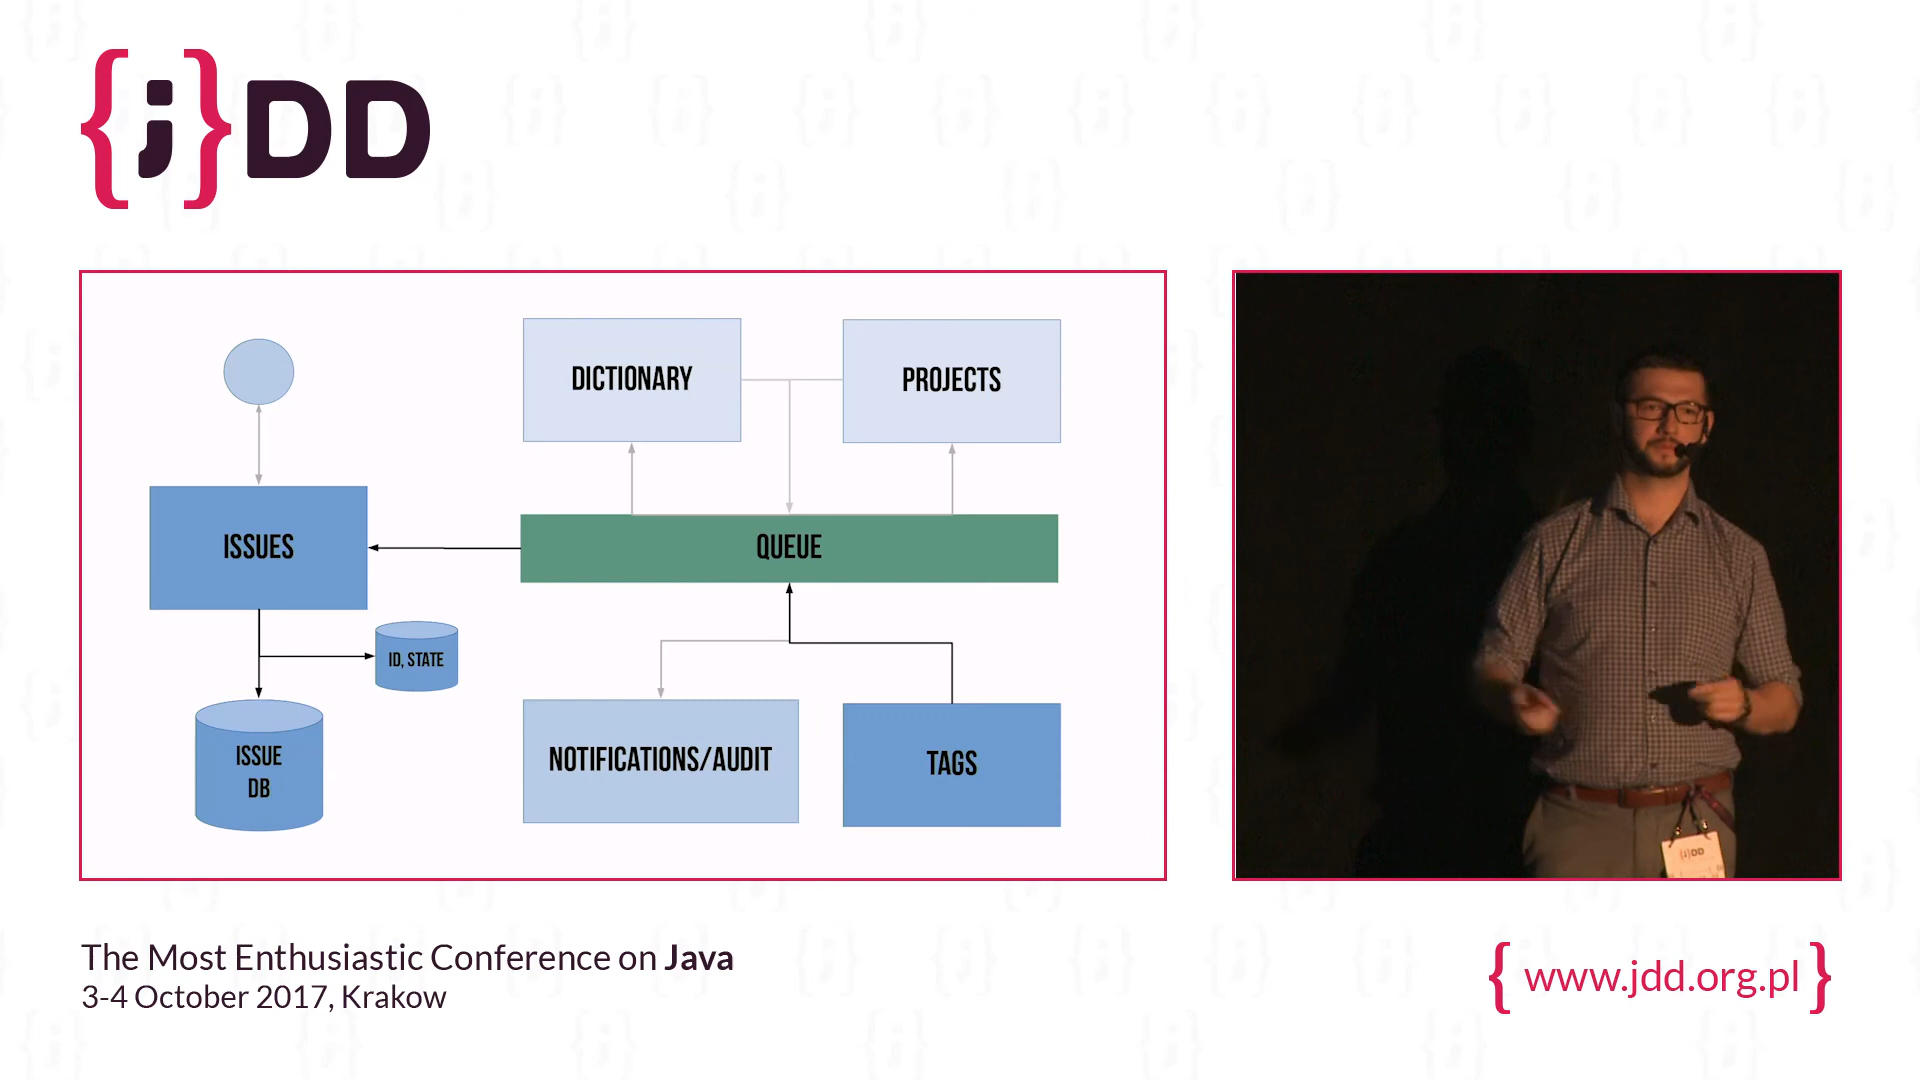 {;}DD
DICTIONARY
PROJECTS
ISSUES
QUEUE
ID, STATE
ISSUE
DB
NOTIFICATIONS/AUDIT
TAGS
{;}DD
The Most Enthusiastic Conference on Java
3-4 October 2017, Krakow
{ www.jdd.org.pl }